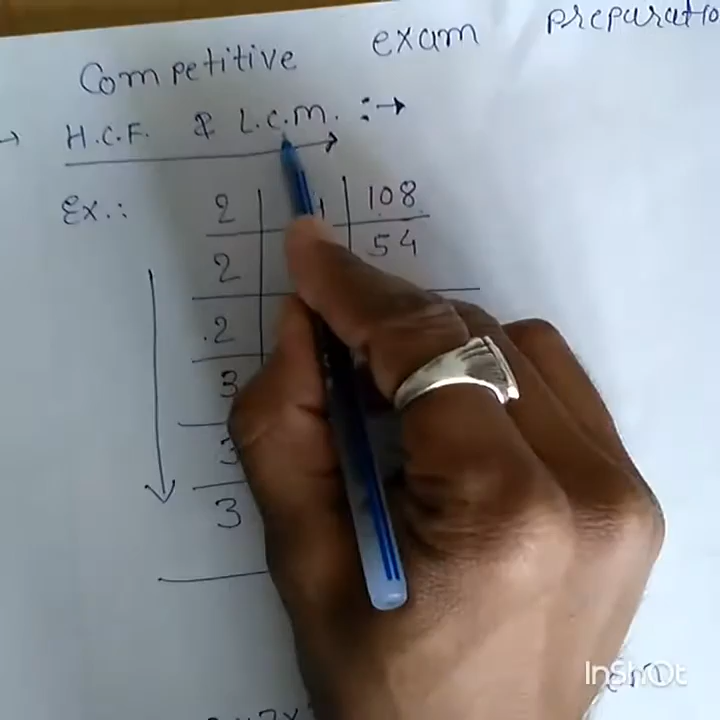 Competitive exam preparatio
→ H.C.F. & L.C.M. :→
Ex.: 2 | | 108
2 | 54
2
3
3
3
InShOt